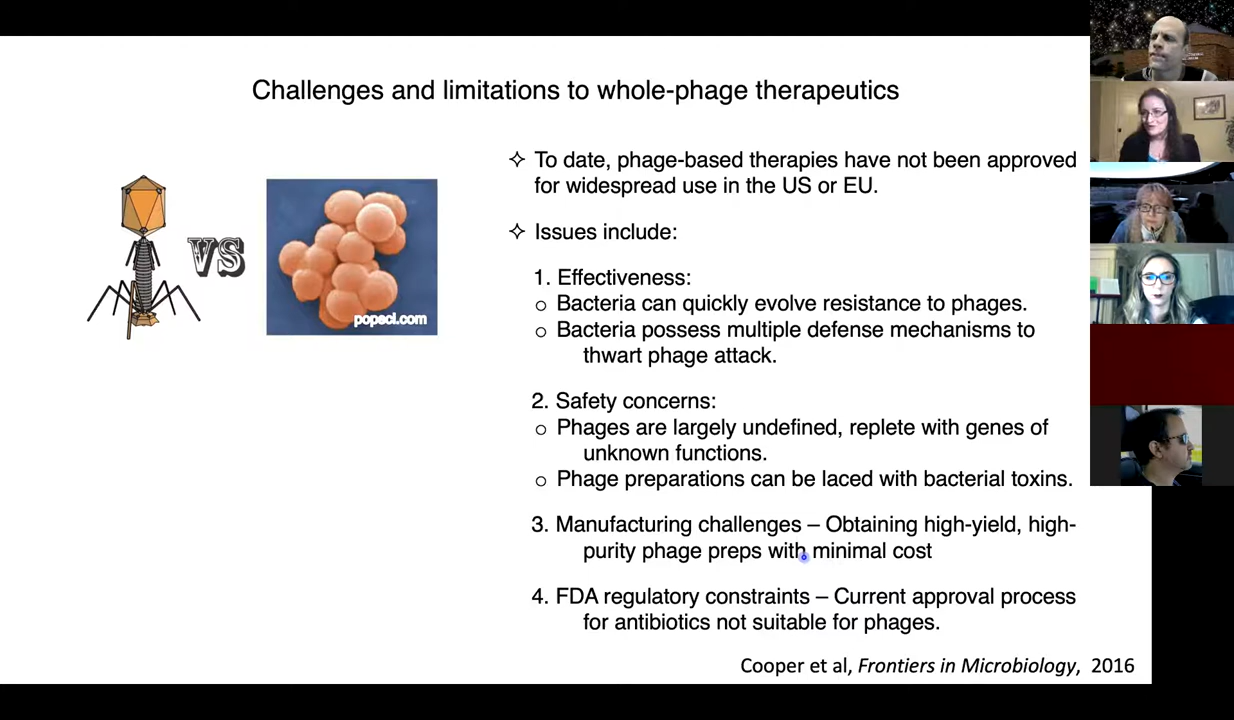 Challenges and limitations to whole-phage therapeutics
VS
popsci.com
✧ To date, phage-based therapies have not been approved
for widespread use in the US or EU.
✧ Issues include:
1. Effectiveness:
o Bacteria can quickly evolve resistance to phages.
o Bacteria possess multiple defense mechanisms to
thwart phage attack.
2. Safety concerns:
o Phages are largely undefined, replete with genes of
unknown functions.
o Phage preparations can be laced with bacterial toxins.
3. Manufacturing challenges – Obtaining high-yield, high-
purity phage preps with minimal cost
4. FDA regulatory constraints – Current approval process
for antibiotics not suitable for phages.
Cooper et al, Frontiers in Microbiology, 2016